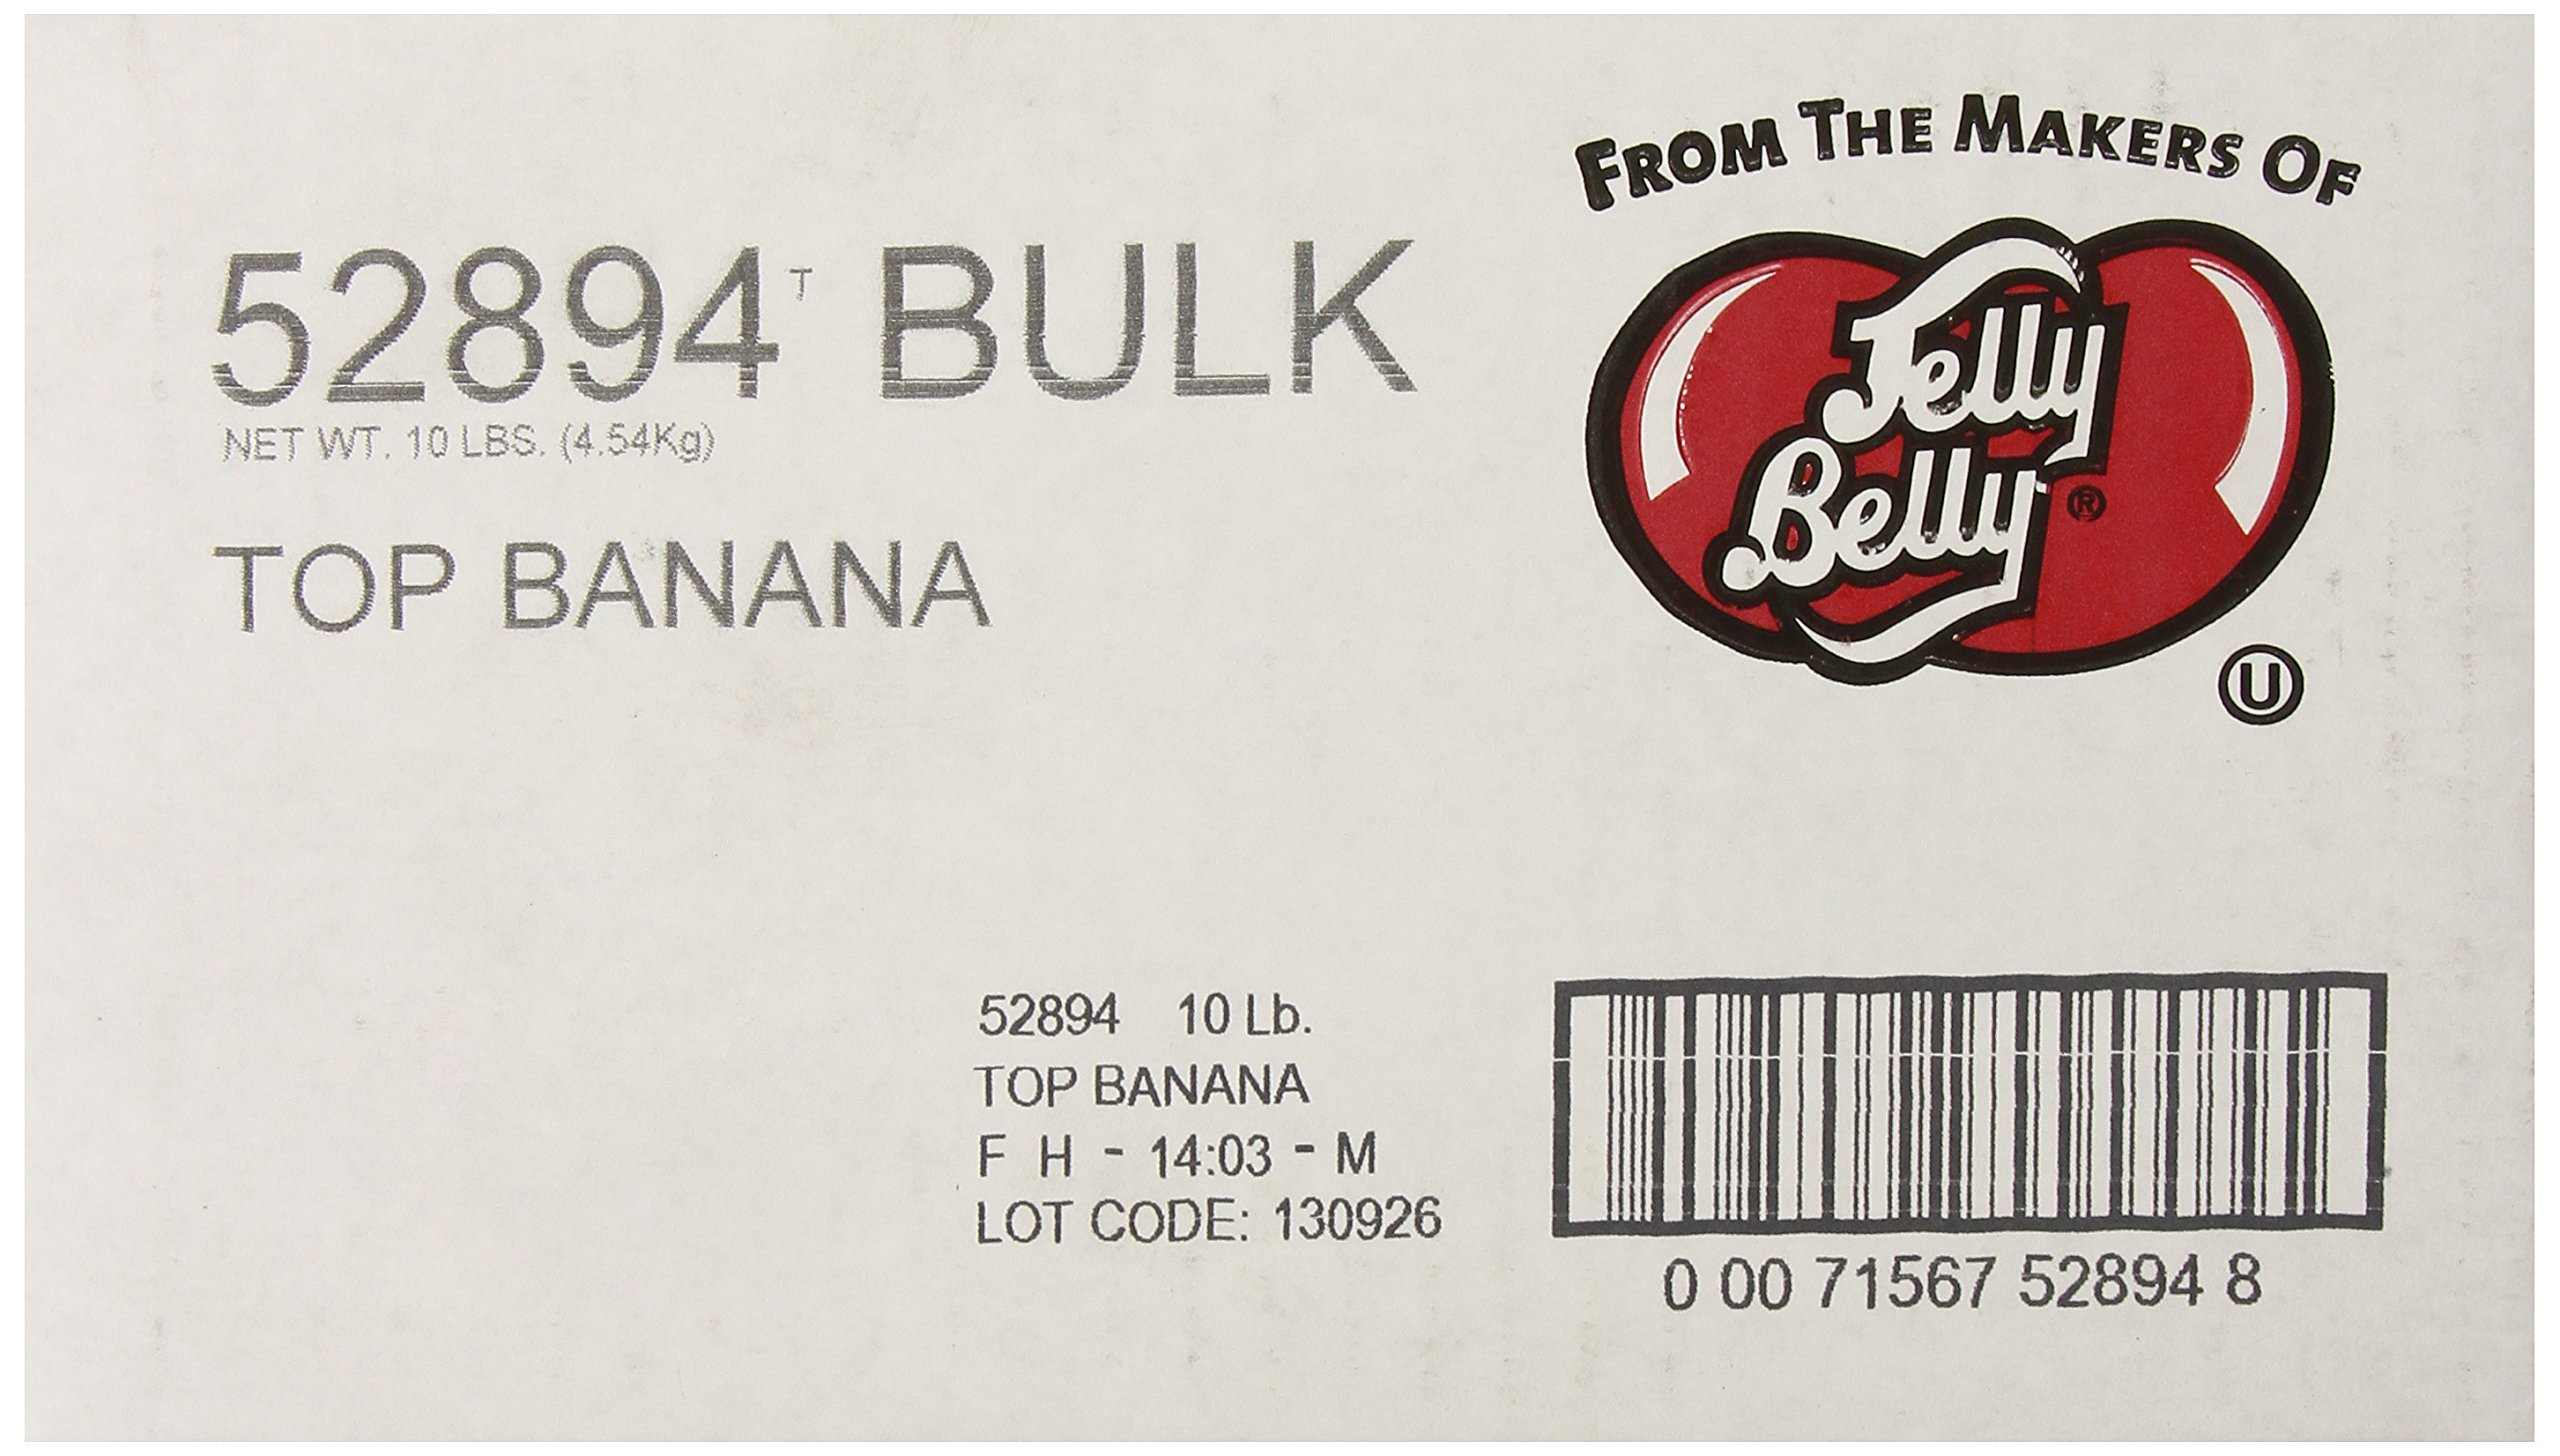 FROM THE MAKERS OF
Jelly
Belly®
U
52894 T BULK
NET WT. 10 LBS. (4.54Kg)
TOP BANANA
52894 10 Lb.
TOP BANANA
F H - 14:03 - M
LOT CODE: 130926
0 00 71567 52894 8